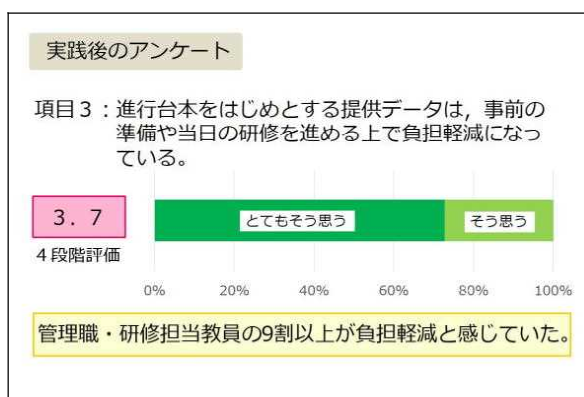 実践後のアンケート
項目3：進行台本をはじめとする提供データは，事前の
準備や当日の研修を進める上で負担軽減になっ
ている。
3．7
とてもそう思う
そう思う
4段階評価
0%
20%
40%
60%
80%
100%
管理職・研修担当教員の9割以上が負担軽減と感じていた。